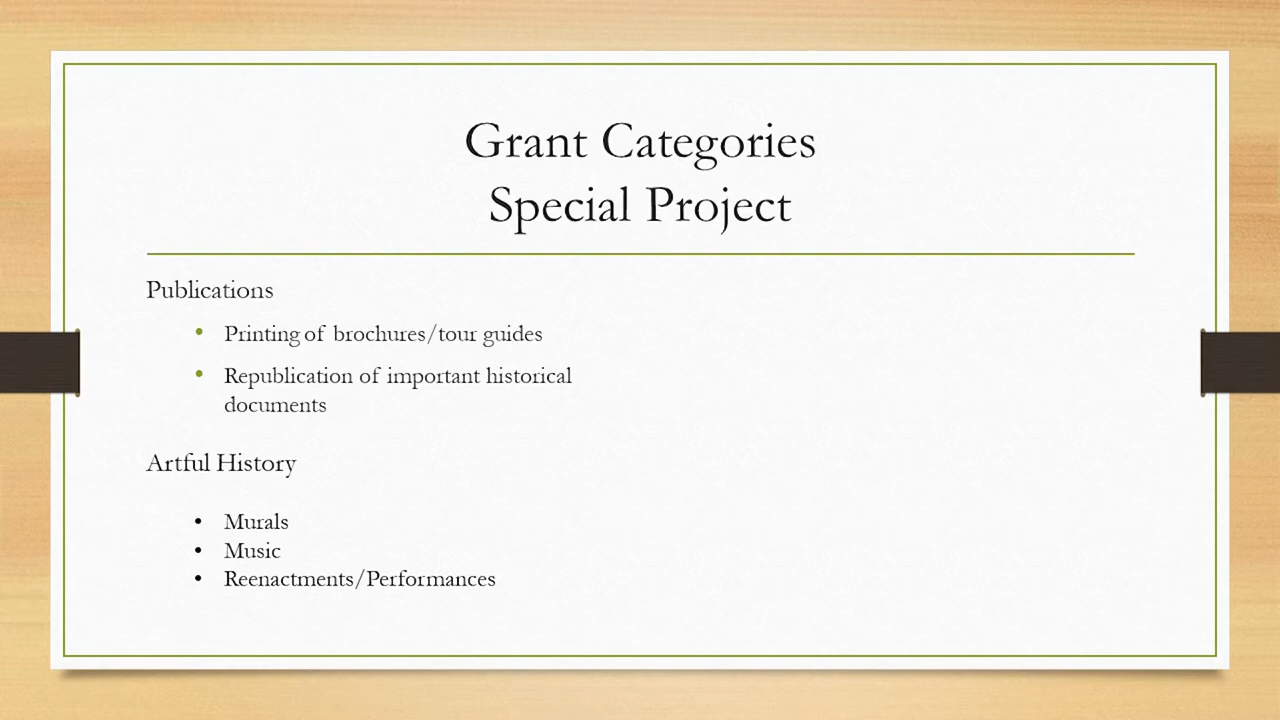 Grant Categories
Special Project
Publications
• Printing of brochures/tour guides
• Republication of important historical
documents
Artful History
• Murals
• Music
• Reenactments/Performances